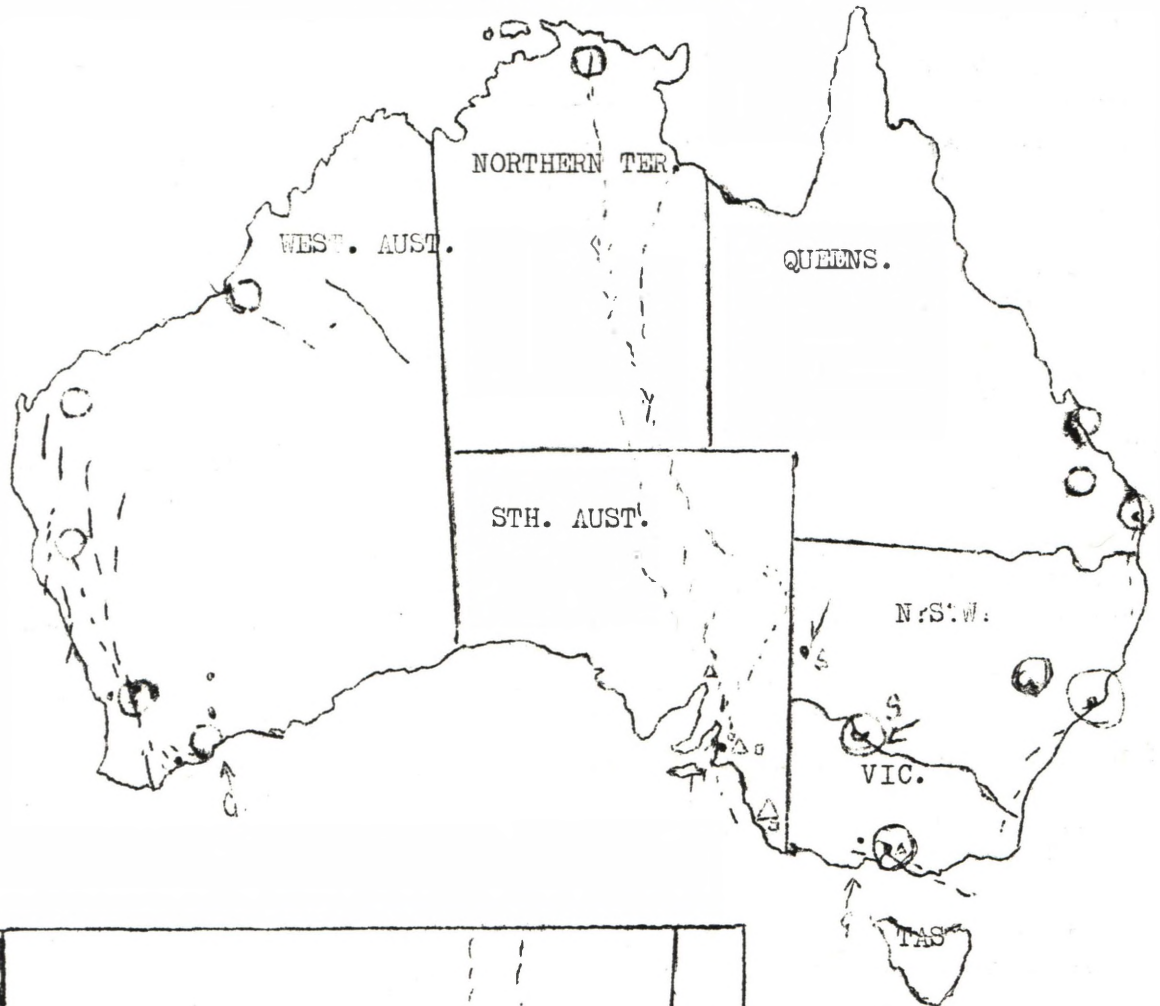 NORTHERN TER.
WEST. AUST.
QUEENS.
STH. AUST.
N.S.W.
VIC.
TAS